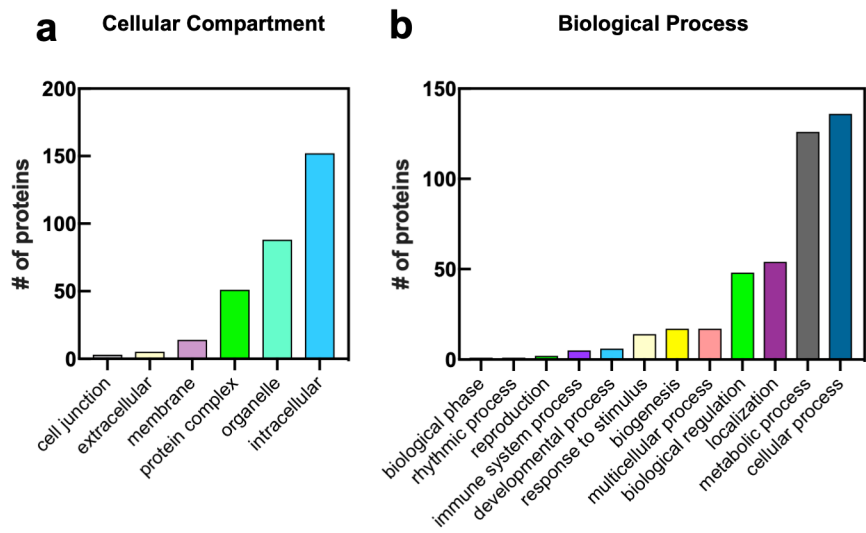 a
Cellular Compartment
# of proteins
200
150
100
50
0
cell junction
extracellular
membrane
protein complex
organelle
intracellular
b
Biological Process
# of proteins
150
100
50
0
biological phase
rhythmic process
reproduction
immune system process
developmental process
response to stimulus
biogenesis
multicellular process
biological regulation
localization
metabolic process
cellular process